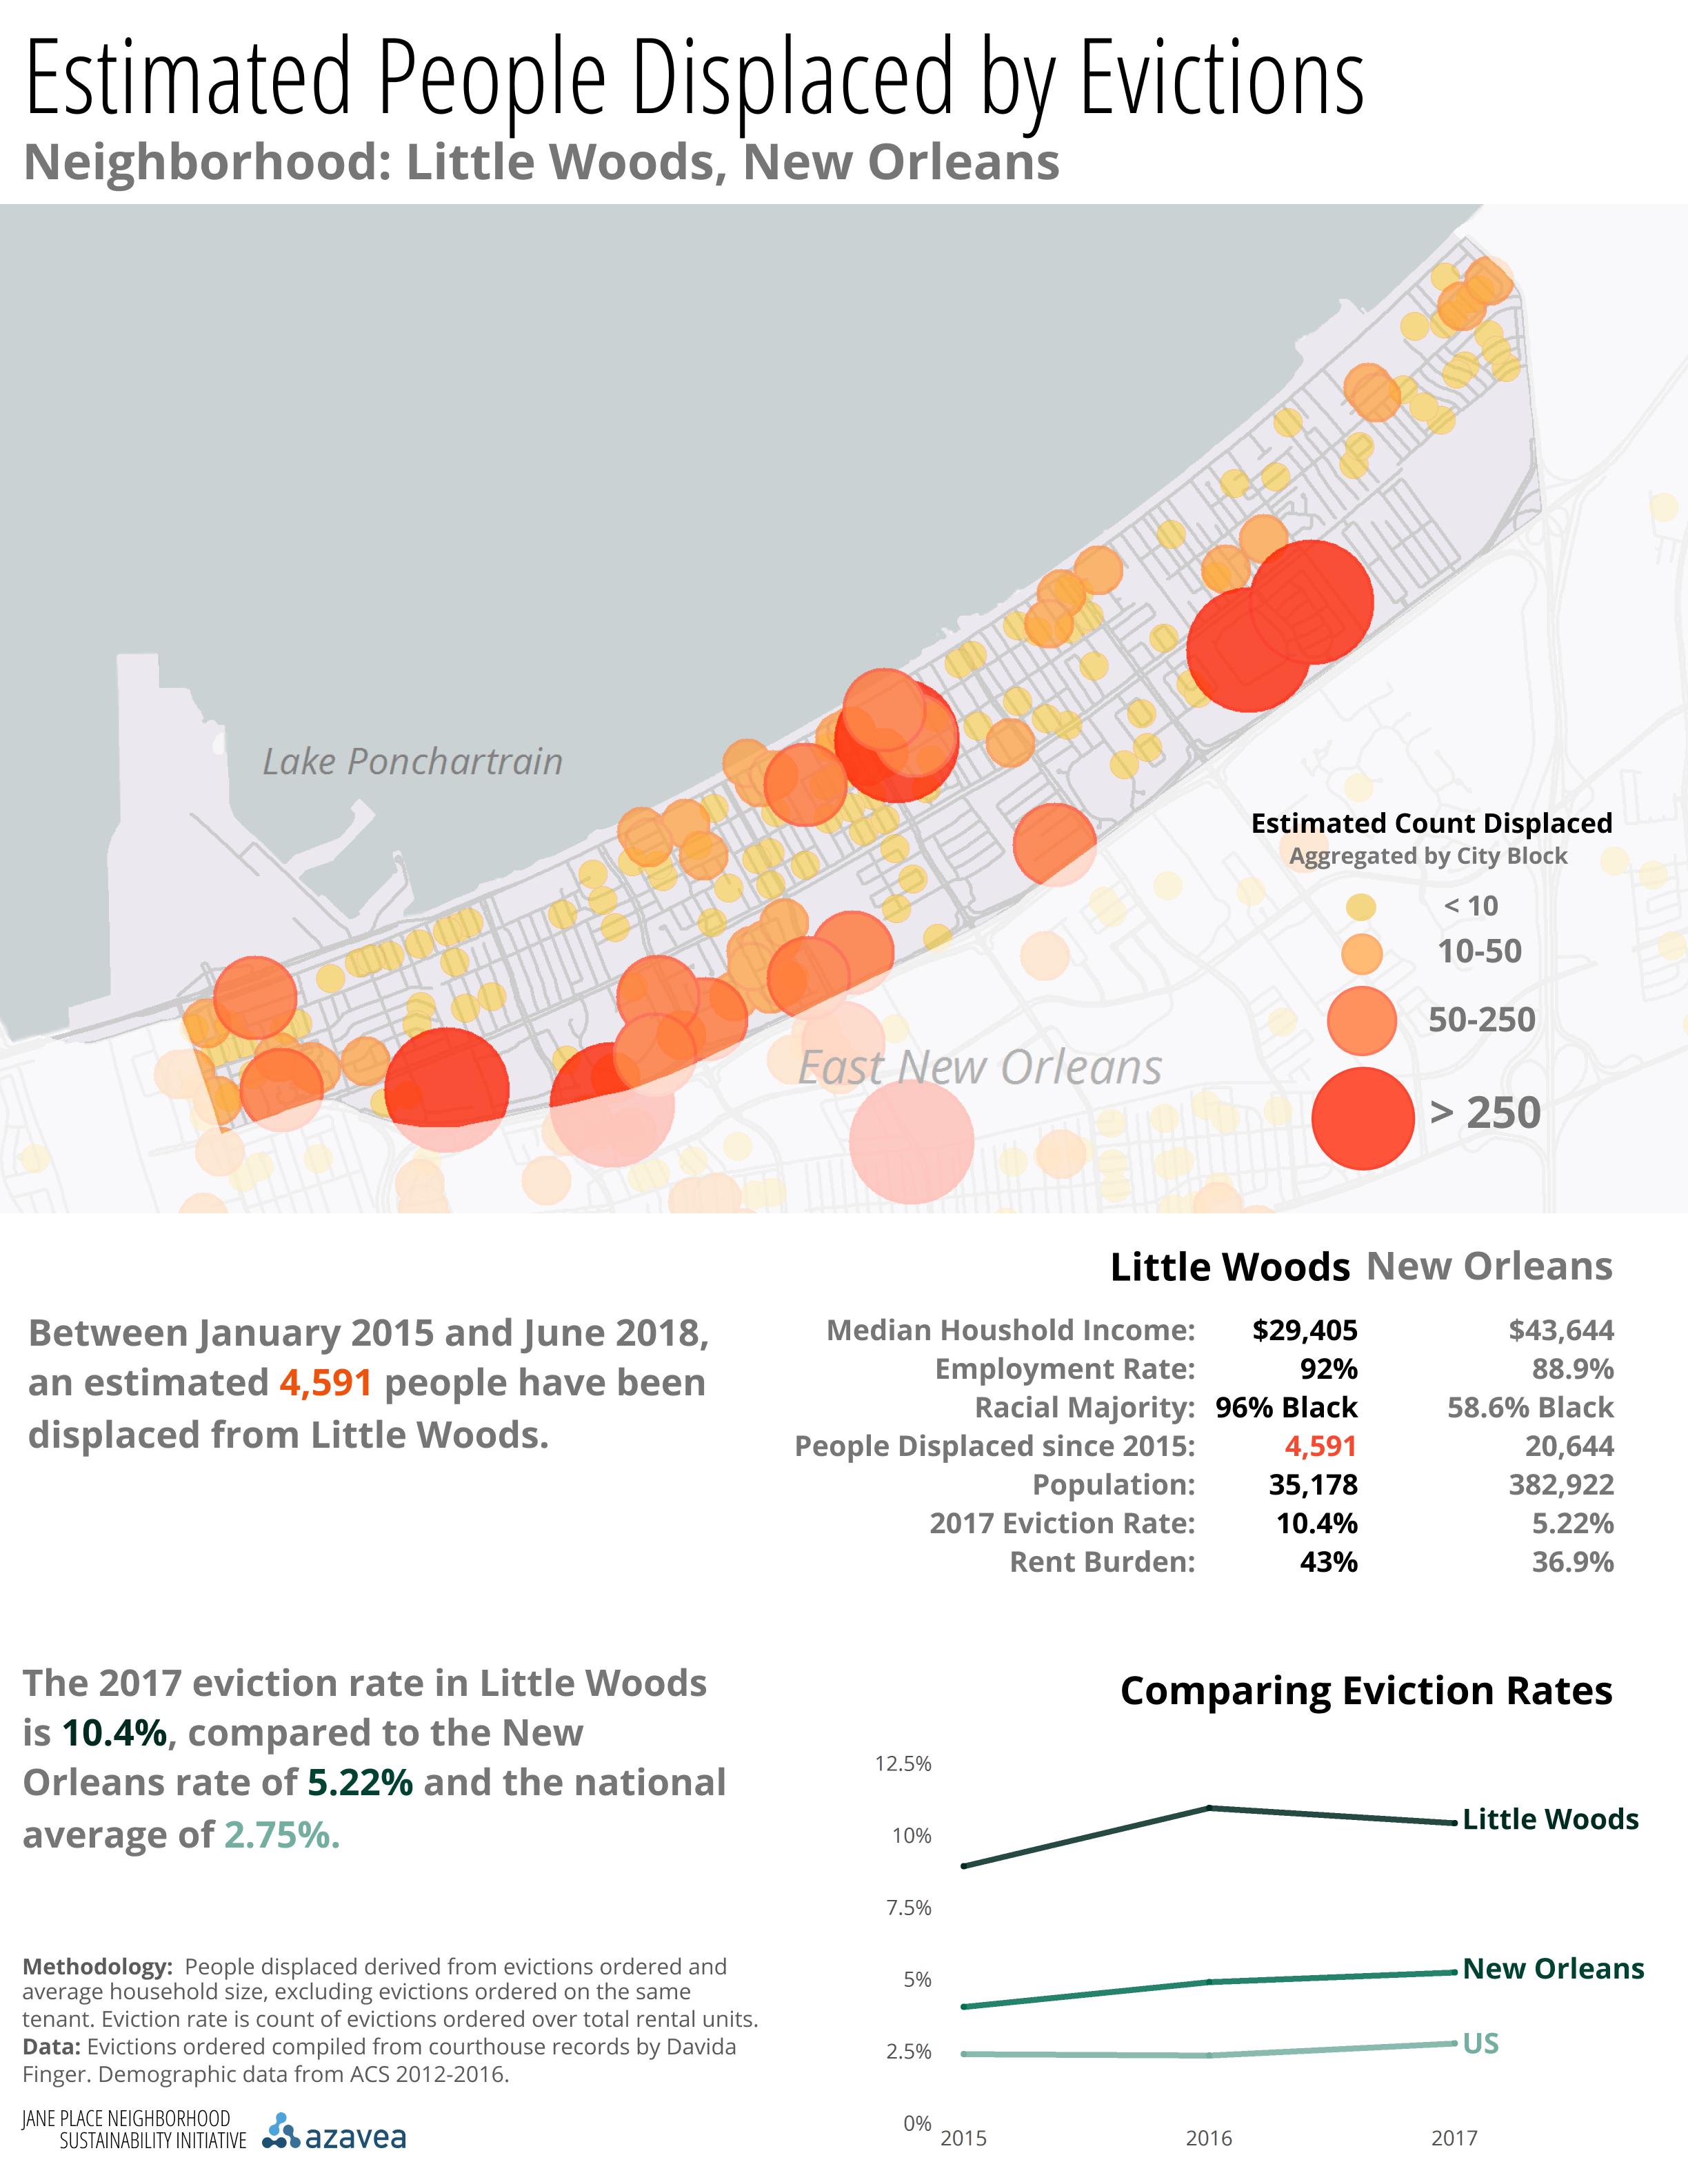 Estimated People Displaced by Evictions
Neighborhood: Little Woods, New Orleans
Lake Ponchartrain
East New Orleans
Estimated Count Displaced
Aggregated by City Block
< 10
10-50
50-250
> 250
Between January 2015 and June 2018,
an estimated 4,591 people have been
displaced from Little Woods.
Little Woods New Orleans
Median Houshold Income: $29,405 $43,644
Employment Rate: 92% 88.9%
Racial Majority: 96% Black 58.6% Black
People Displaced since 2015: 4,591 20,644
Population: 35,178 382,922
2017 Eviction Rate: 10.4% 5.22%
Rent Burden: 43% 36.9%
The 2017 eviction rate in Little Woods
is 10.4%, compared to the New
Orleans rate of 5.22% and the national
average of 2.75%.
Comparing Eviction Rates
12.5%
10%
7.5%
5%
2.5%
0%
Little Woods
New Orleans
US
2015 2016 2017
Methodology: People displaced derived from evictions ordered and
average household size, excluding evictions ordered on the same
tenant. Eviction rate is count of evictions ordered over total rental units.
Data: Evictions ordered compiled from courthouse records by Davida
Finger. Demographic data from ACS 2012-2016.
JANE PLACE NEIGHBORHOOD
SUSTAINABILITY INITIATIVE
azavea